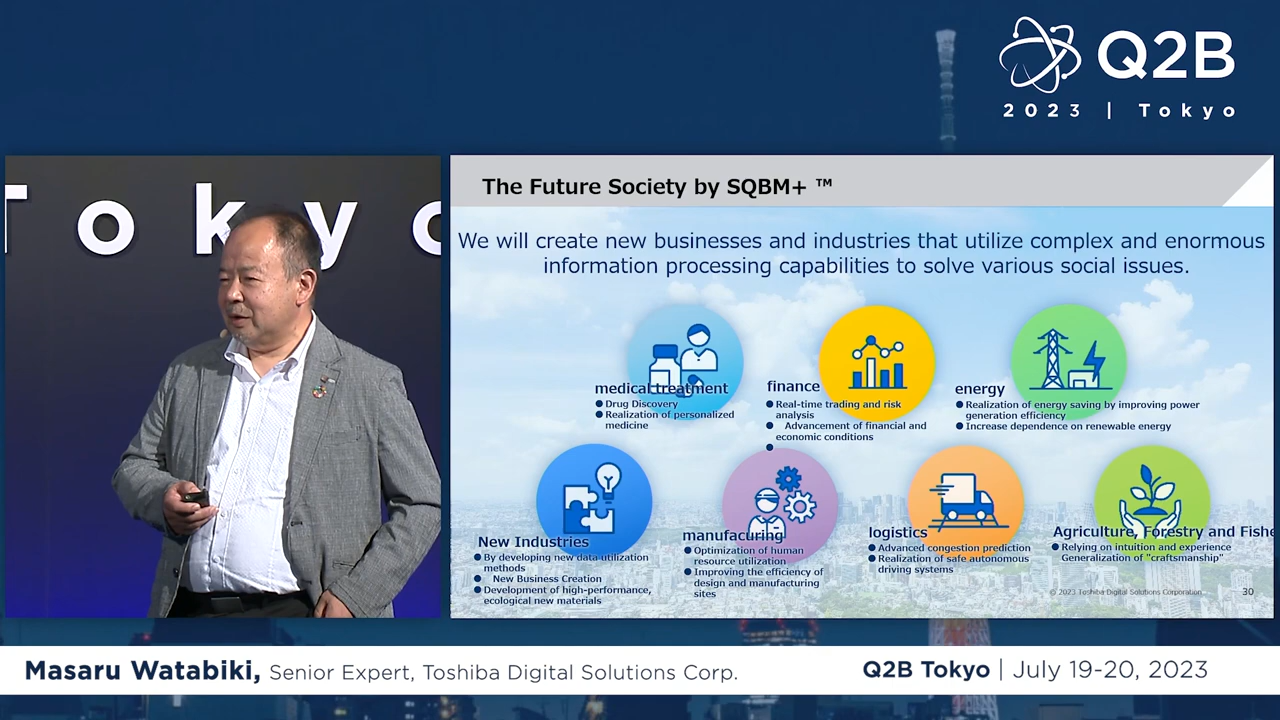 Q2B
2023 | Tokyo
Tokyo
The Future Society by SQBM+ ™
We will create new businesses and industries that utilize complex and enormous
information processing capabilities to solve various social issues.
medical treatment
● Drug Discovery
● Realization of personalized
medicine
finance
● Real-time trading and risk
analysis
● Advancement of financial and
economic conditions
●
energy
● Realization of energy saving by improving power
generation efficiency
● Increase dependence on renewable energy
New Industries
● By developing new data utilization
methods
● New Business Creation
● Development of high-performance,
ecological new materials
manufacuring
● Optimization of human
resource utilization
● Improving the efficiency of
design and manufacturing
sites
logistics
● Advanced congestion prediction
● Realization of safe autonomous
driving systems
Agriculture, Forestry and Fishe
● Relying on intuition and experience
Generalization of "craftsmanship"
© 2023 Toshiba Digital Solutions Corporation
30
Masaru Watabiki, Senior Expert, Toshiba Digital Solutions Corp.
Q2B Tokyo | July 19-20, 2023